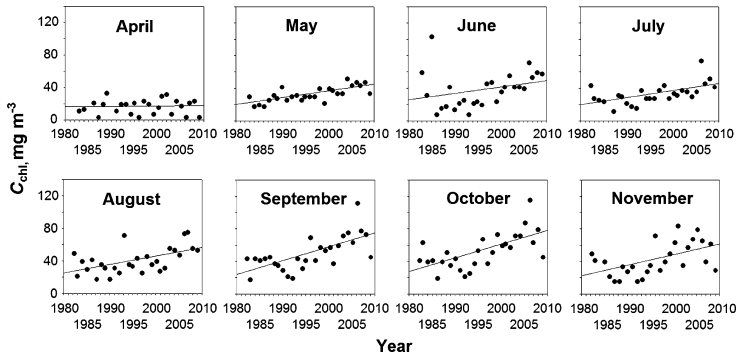 April
May
June
July
120
80
40
0
1980 1990 2000 2010
1985 1995 2005
1980 1990 2000 2010
1985 1995 2005
1980 1990 2000 2010
1985 1995 2005
1980 1990 2000 2010
1985 1995 2005
C chl, mg m-3
August
September
October
November
120
80
40
0
1980 1990 2000 2010
1985 1995 2005
1980 1990 2000 2010
1985 1995 2005
1980 1990 2000 2010
1985 1995 2005
1980 1990 2000 2010
1985 1995 2005
Year